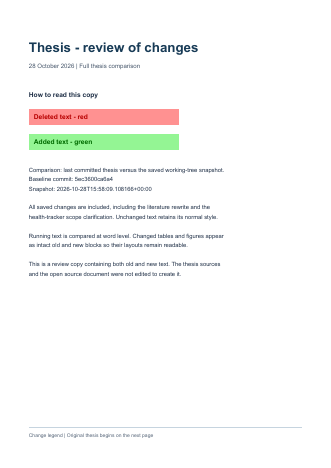 Thesis - review of changes
28 October 2026 | Full thesis comparison
How to read this copy
Deleted text - red
Added text - green
Comparison: last committed thesis versus the saved working-tree snapshot.
Baseline commit: 5ec3600ca6a4
Snapshot: 2026-10-28T15:58:09.108166+00:00
All saved changes are included, including the literature rewrite and the
health-tracker scope clarification. Unchanged text retains its normal style.
Running text is compared at word level. Changed tables and figures appear
as intact old and new blocks so their layouts remain readable.
This is a review copy containing both old and new text. The thesis sources
and the open source document were not edited to create it.
Change legend | Original thesis begins on the next page